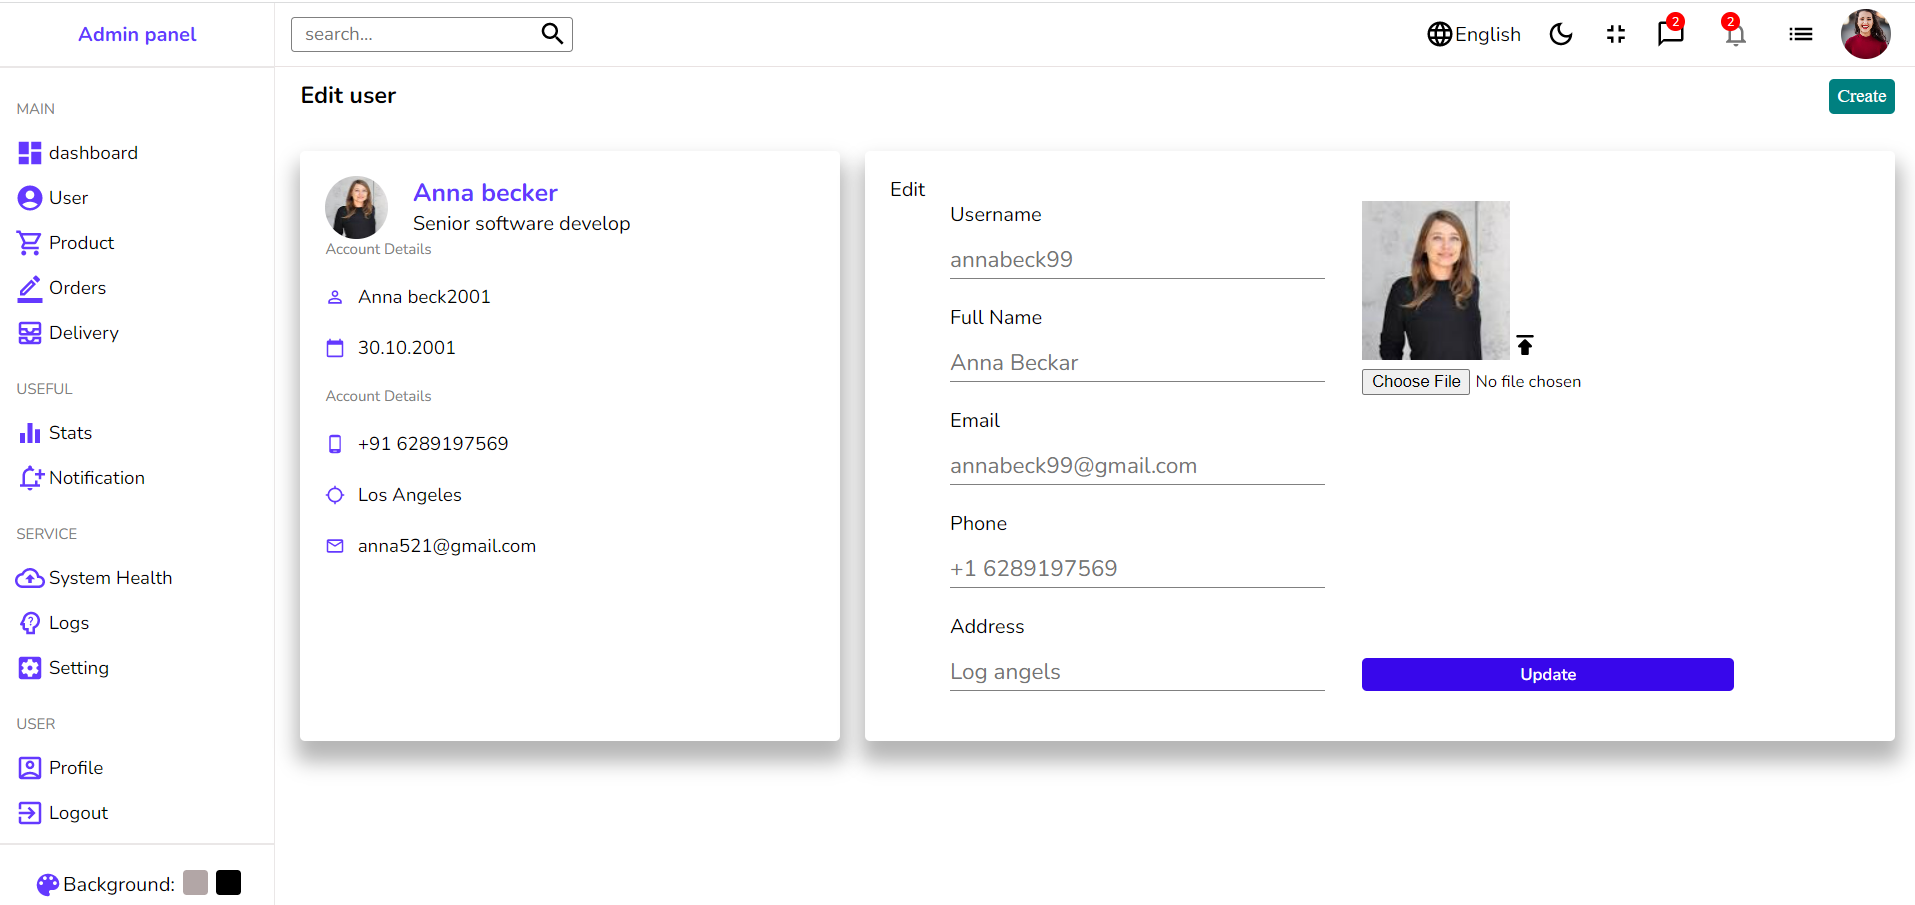 Admin panel
search...
English
2
2
MAIN
dashboard
User
Product
Orders
Delivery
USEFUL
Stats
Notification
SERVICE
System Health
Logs
Setting
USER
Profile
Logout
Background:
Edit user
Create
Anna becker
Senior software develop
Account Details
Anna beck2001
30.10.2001
Account Details
+91 6289197569
Los Angeles
anna521@gmail.com
Edit
Username
annabeck99
Full Name
Anna Beckar
Email
annabeck99@gmail.com
Phone
+1 6289197569
Address
Log angels
Choose File No file chosen
Update